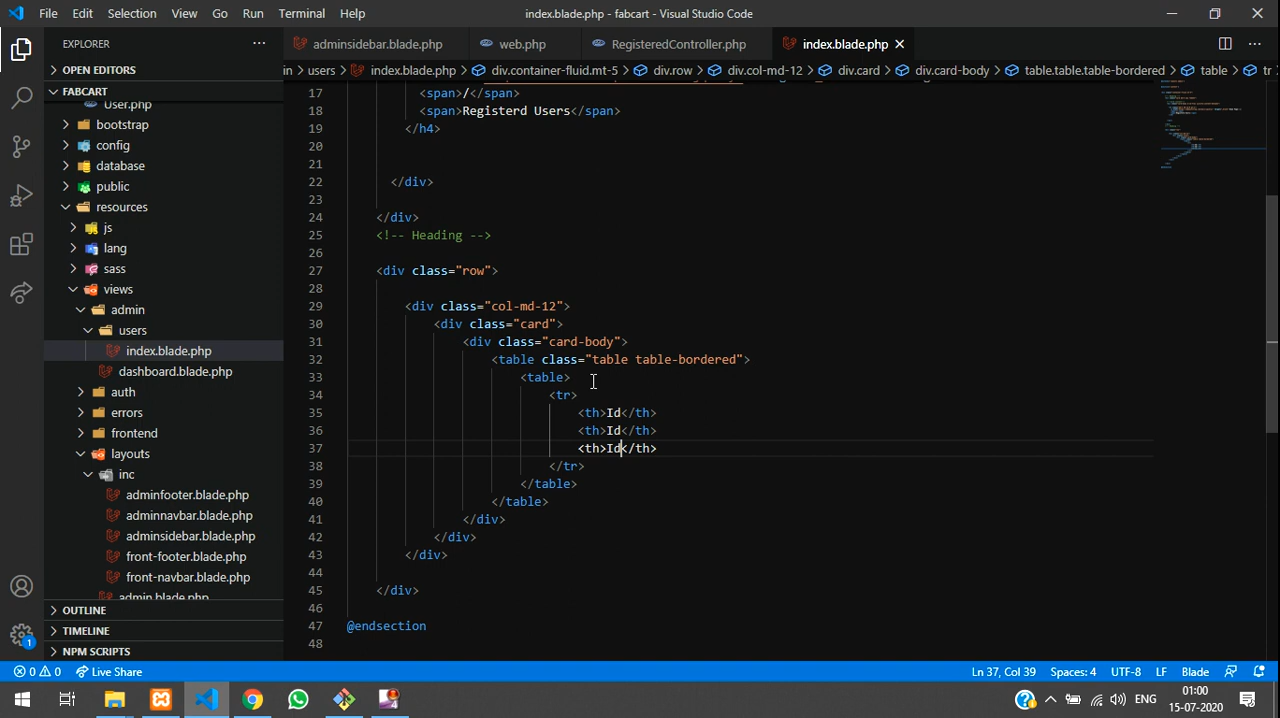 File Edit Selection View Go Run Terminal Help
index.blade.php - fabcart - Visual Studio Code
EXPLORER
adminsidebar.blade.php
web.php
RegisteredController.php
index.blade.php
OPEN EDITORS
users
index.blade.php
div.container-fluid.mt-5
div.row
div.col-md-12
div.card
div.card-body
table.table.table-bordered
table
tr
FABCART
User.php
bootstrap
config
database
public
resources
js
lang
sass
views
admin
users
index.blade.php
dashboard.blade.php
auth
errors
frontend
layouts
inc
adminfooter.blade.php
adminnavbar.blade.php
adminsidebar.blade.php
front-footer.blade.php
front-navbar.blade.php
admin.blade.php
OUTLINE
TIMELINE
NPM SCRIPTS
17 <span>/</span>
18 <span>Registerd Users</span>
19 </h4>
20
21
22 </div>
23
24 </div>
25 <!-- Heading -->
26
27 <div class="row">
28
29 <div class="col-md-12">
30 <div class="card">
31 <div class="card-body">
32 <table class="table table-bordered">
33 <table>
34 <tr>
35 <th>Id</th>
36 <th>Id</th>
37 <th>Id</th>
38 </tr>
39 </table>
40 </table>
41 </div>
42 </div>
43 </div>
44
45 </div>
46
47 @endsection
48
1
0 0 Live Share
Ln 37, Col 39
Spaces: 4
UTF-8
LF
Blade
ENG
01:00
15-07-2020